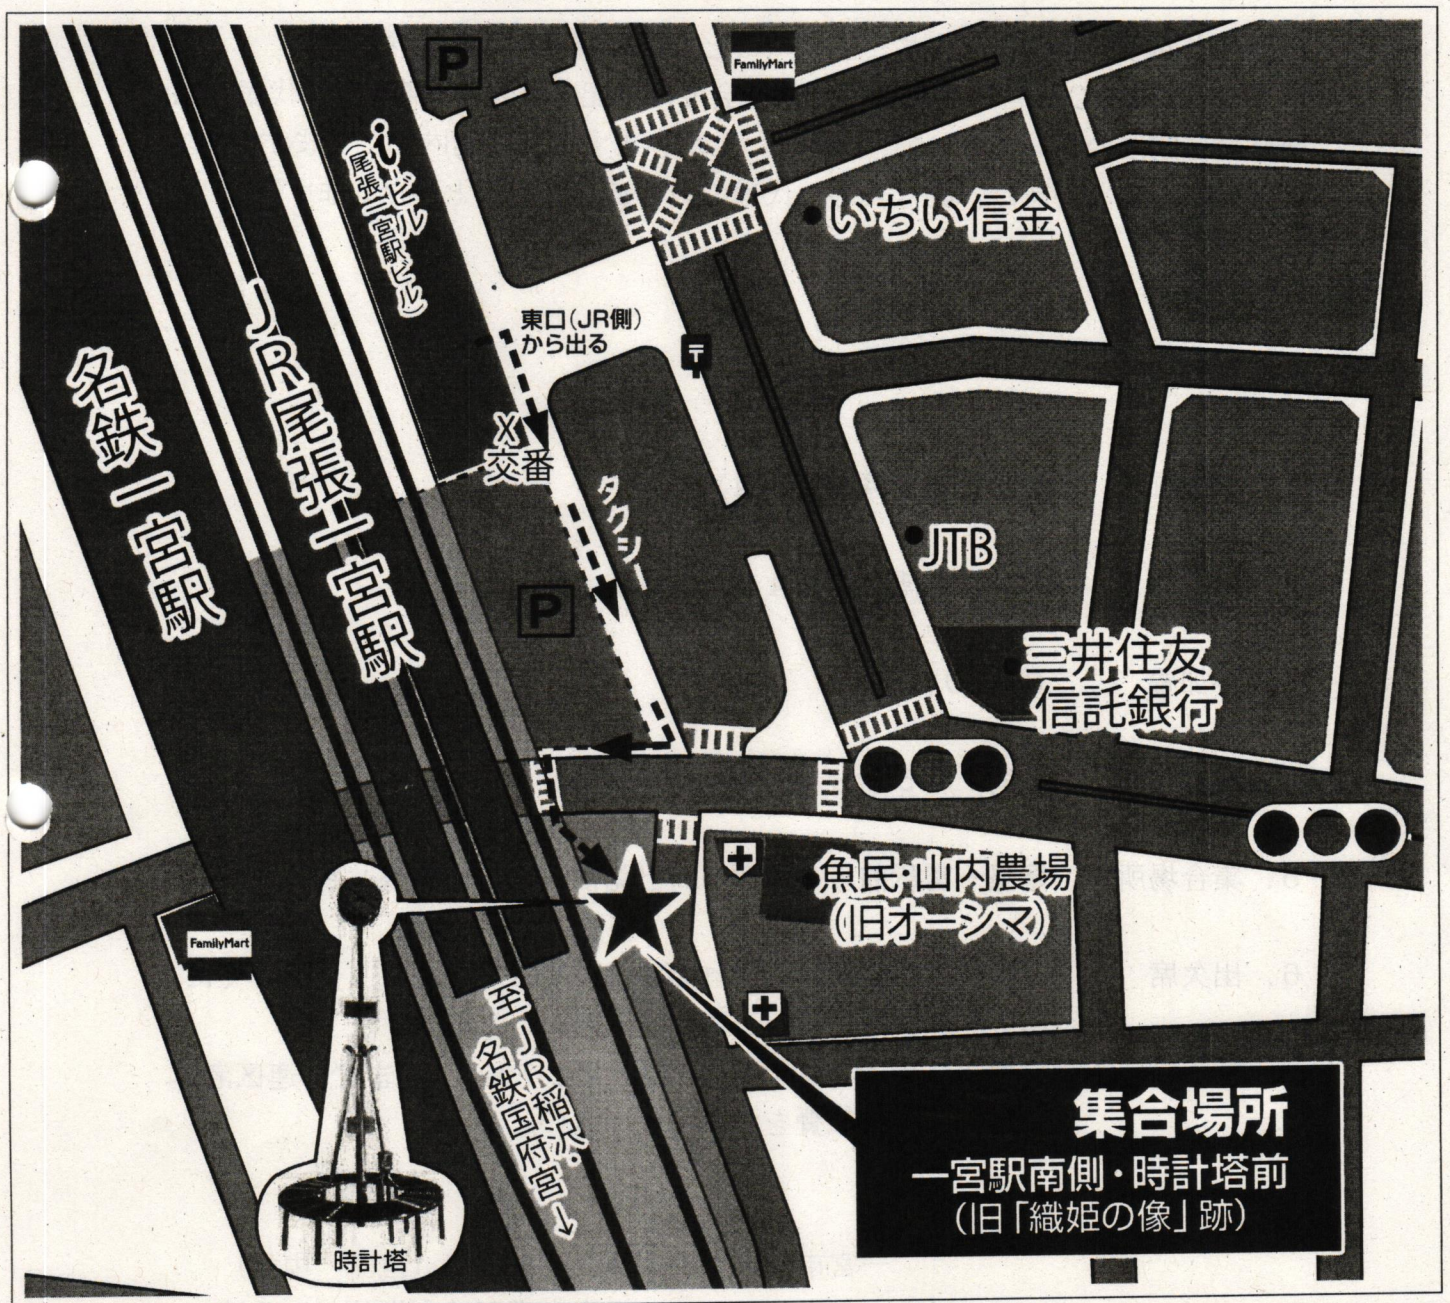 P
FamilyMart
i-ビル
(尾張一宮駅ビル)
いちい信金
東口(JR側)
から出る
〒
名鉄一宮駅
JR尾張一宮駅
X
交番
タクシー
JTB
P
三井住友
信託銀行
魚民・山内農場
(旧オーシマ)
FamilyMart
至JR稲沢・
名鉄国府宮→
集合場所
一宮駅南側・時計塔前
(旧「織姫の像」跡)
時計塔
6. 出欠席